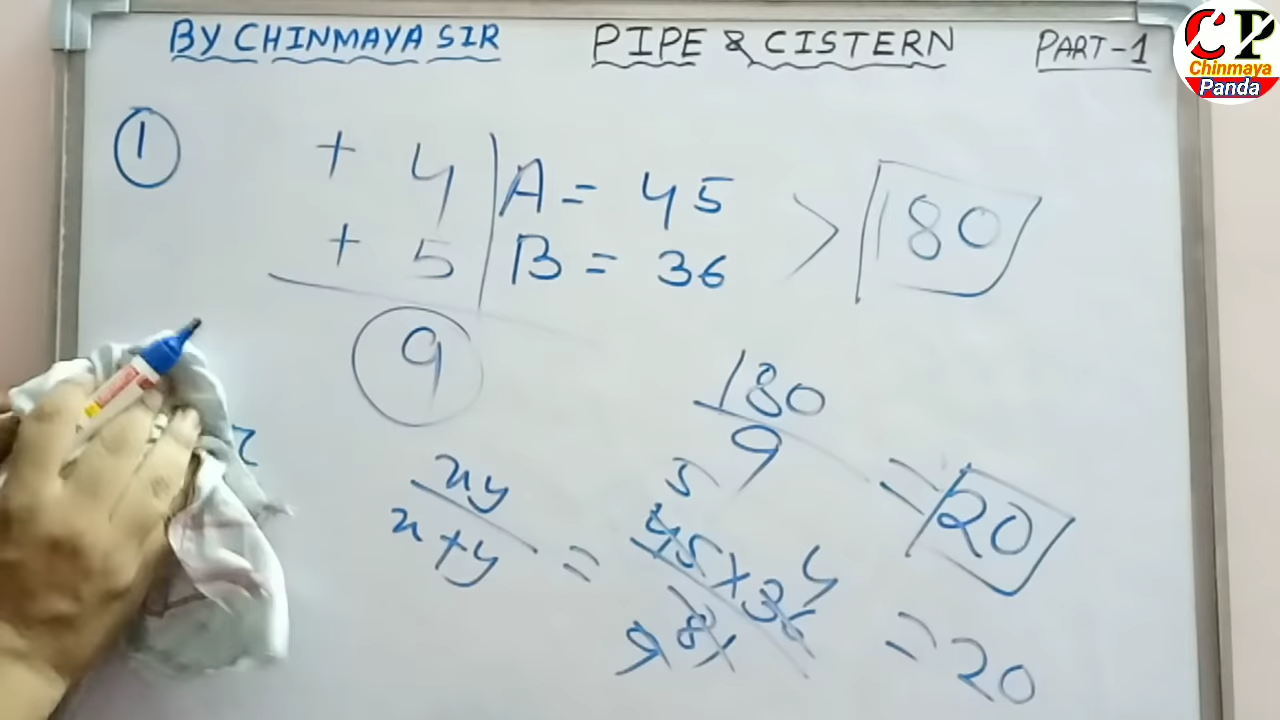 BY CHINMAYA SIR PIPE & CISTERN PART-1
CP
Chinmaya
Panda
1
+ 4 | A = 45 > 180
+ 5 | B = 36
9
180
9
= 20
xy
x+y
=
5
45 × 36 4
9 81
= 20